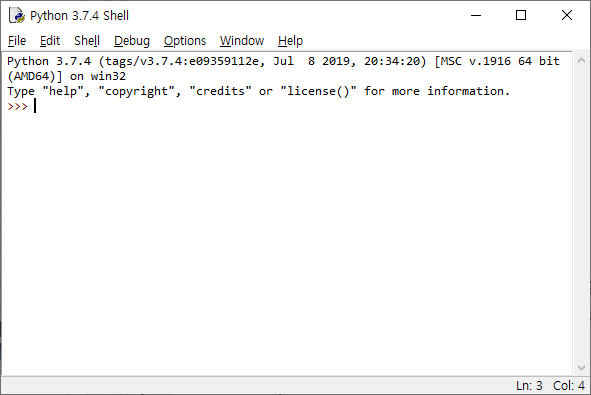 Python 3.7.4 Shell
File Edit Shell Debug Options Window Help
Python 3.7.4 (tags/v3.7.4:e09359112e, Jul  8 2019, 20:34:20) [MSC v.1916 64 bit
(AMD64)] on win32
Type "help", "copyright", "credits" or "license()" for more information.
>>>
Ln: 3 Col: 4